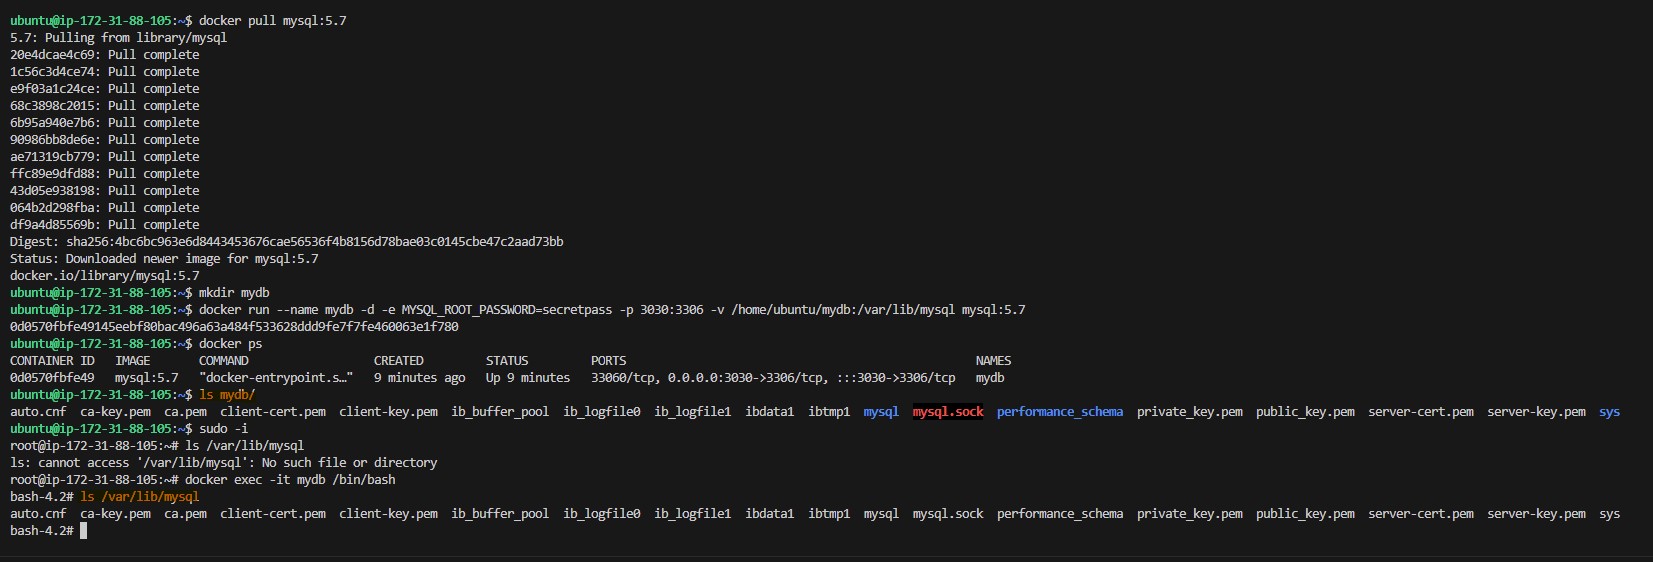 ubuntu@ip-172-31-88-105:~$ docker pull mysql:5.7
5.7: Pulling from library/mysql
20e4dcae4c69: Pull complete
1c56c3d4ce74: Pull complete
e9f03a1c24ce: Pull complete
68c3898c2015: Pull complete
6b95a940e7b6: Pull complete
90986bb8de6e: Pull complete
ae71319cb779: Pull complete
ffc89e9dfd88: Pull complete
43d05e938198: Pull complete
064b2d298fba: Pull complete
df9a4d85569b: Pull complete
Digest: sha256:4bc6bc963e6d8443453676cae56536f4b8156d78bae03c0145cbe47c2aad73bb
Status: Downloaded newer image for mysql:5.7
docker.io/library/mysql:5.7
ubuntu@ip-172-31-88-105:~$ mkdir mydb
ubuntu@ip-172-31-88-105:~$ docker run --name mydb -d -e MYSQL_ROOT_PASSWORD=secretpass -p 3030:3306 -v /home/ubuntu/mydb:/var/lib/mysql mysql:5.7
0d0570fbfe49145eebf80bac496a63a484f533628ddd9fe7f7fe460063e1f780
ubuntu@ip-172-31-88-105:~$ docker ps
CONTAINER ID   IMAGE       COMMAND                  CREATED         STATUS         PORTS                                                  NAMES
0d0570fbfe49   mysql:5.7   "docker-entrypoint.s…"   9 minutes ago   Up 9 minutes   33060/tcp, 0.0.0.0:3030->3306/tcp, :::3030->3306/tcp   mydb
ubuntu@ip-172-31-88-105:~$ ls mydb/
auto.cnf  ca-key.pem  ca.pem  client-cert.pem  client-key.pem  ib_buffer_pool  ib_logfile0  ib_logfile1  ibdata1  ibtmp1  mysql  mysql.sock  performance_schema  private_key.pem  public_key.pem  server-cert.pem  server-key.pem  sys
ubuntu@ip-172-31-88-105:~$ sudo -i
root@ip-172-31-88-105:~# ls /var/lib/mysql
ls: cannot access '/var/lib/mysql': No such file or directory
root@ip-172-31-88-105:~# docker exec -it mydb /bin/bash
bash-4.2# ls /var/lib/mysql
auto.cnf  ca-key.pem  ca.pem  client-cert.pem  client-key.pem  ib_buffer_pool  ib_logfile0  ib_logfile1  ibdata1  ibtmp1  mysql  mysql.sock  performance_schema  private_key.pem  public_key.pem  server-cert.pem  server-key.pem  sys
bash-4.2#